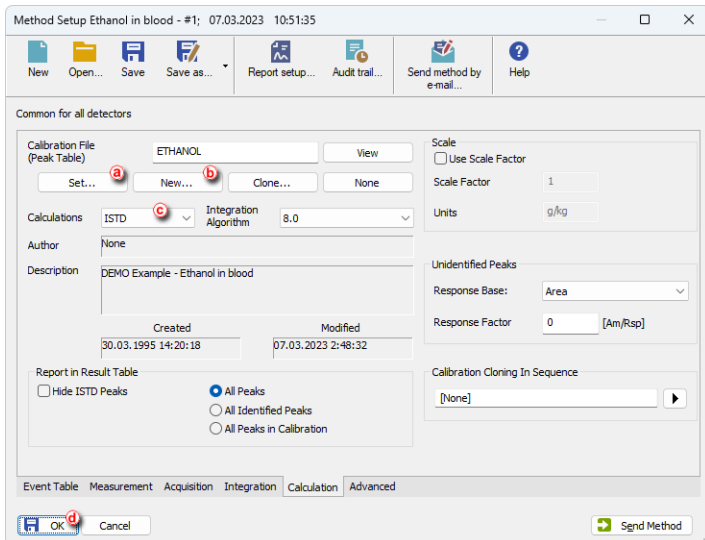 Method Setup Ethanol in blood - #1; 07.03.2023 10:51:35
New Open... Save Save as... Report setup... Audit trail... Send method by e-mail... Help
Common for all detectors
Calibration File
(Peak Table)
ETHANOL
View
Set... a New... b Clone... None
Calculations ISTD c Integration Algorithm 8.0
Author None
Description DEMO Example - Ethanol in blood
Created Modified
30.03.1995 14:20:18 07.03.2023 2:48:32
Report in Result Table
Hide ISTD Peaks
All Peaks
All Identified Peaks
All Peaks in Calibration
Scale
Use Scale Factor
Scale Factor 1
Units g/kg
Unidentified Peaks
Response Base: Area
Response Factor 0 [Am/Rsp]
Calibration Cloning In Sequence
[None]
Event Table Measurement Acquisition Integration Calculation Advanced
OK d Cancel Send Method